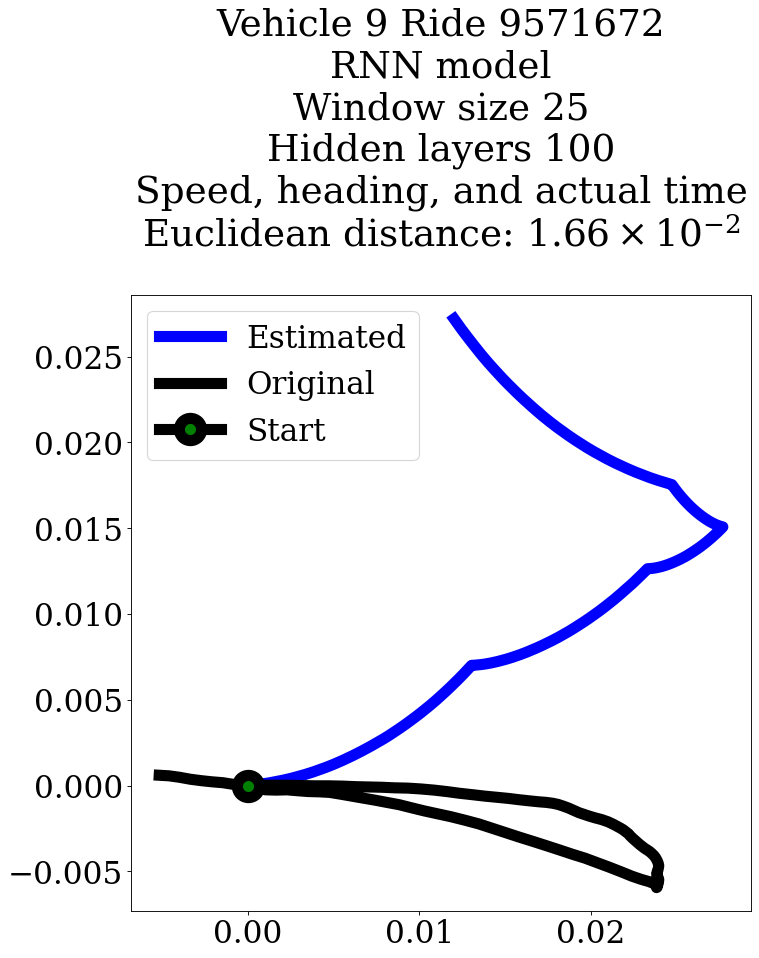 Vehicle 9 Ride 9571672
RNN model
Window size 25
Hidden layers 100
Speed, heading, and actual time
Euclidean distance: 1.66 × 10⁻²
Estimated
Original
Start
0.025
0.020
0.015
0.010
0.005
0.000
−0.005
0.00 0.01 0.02